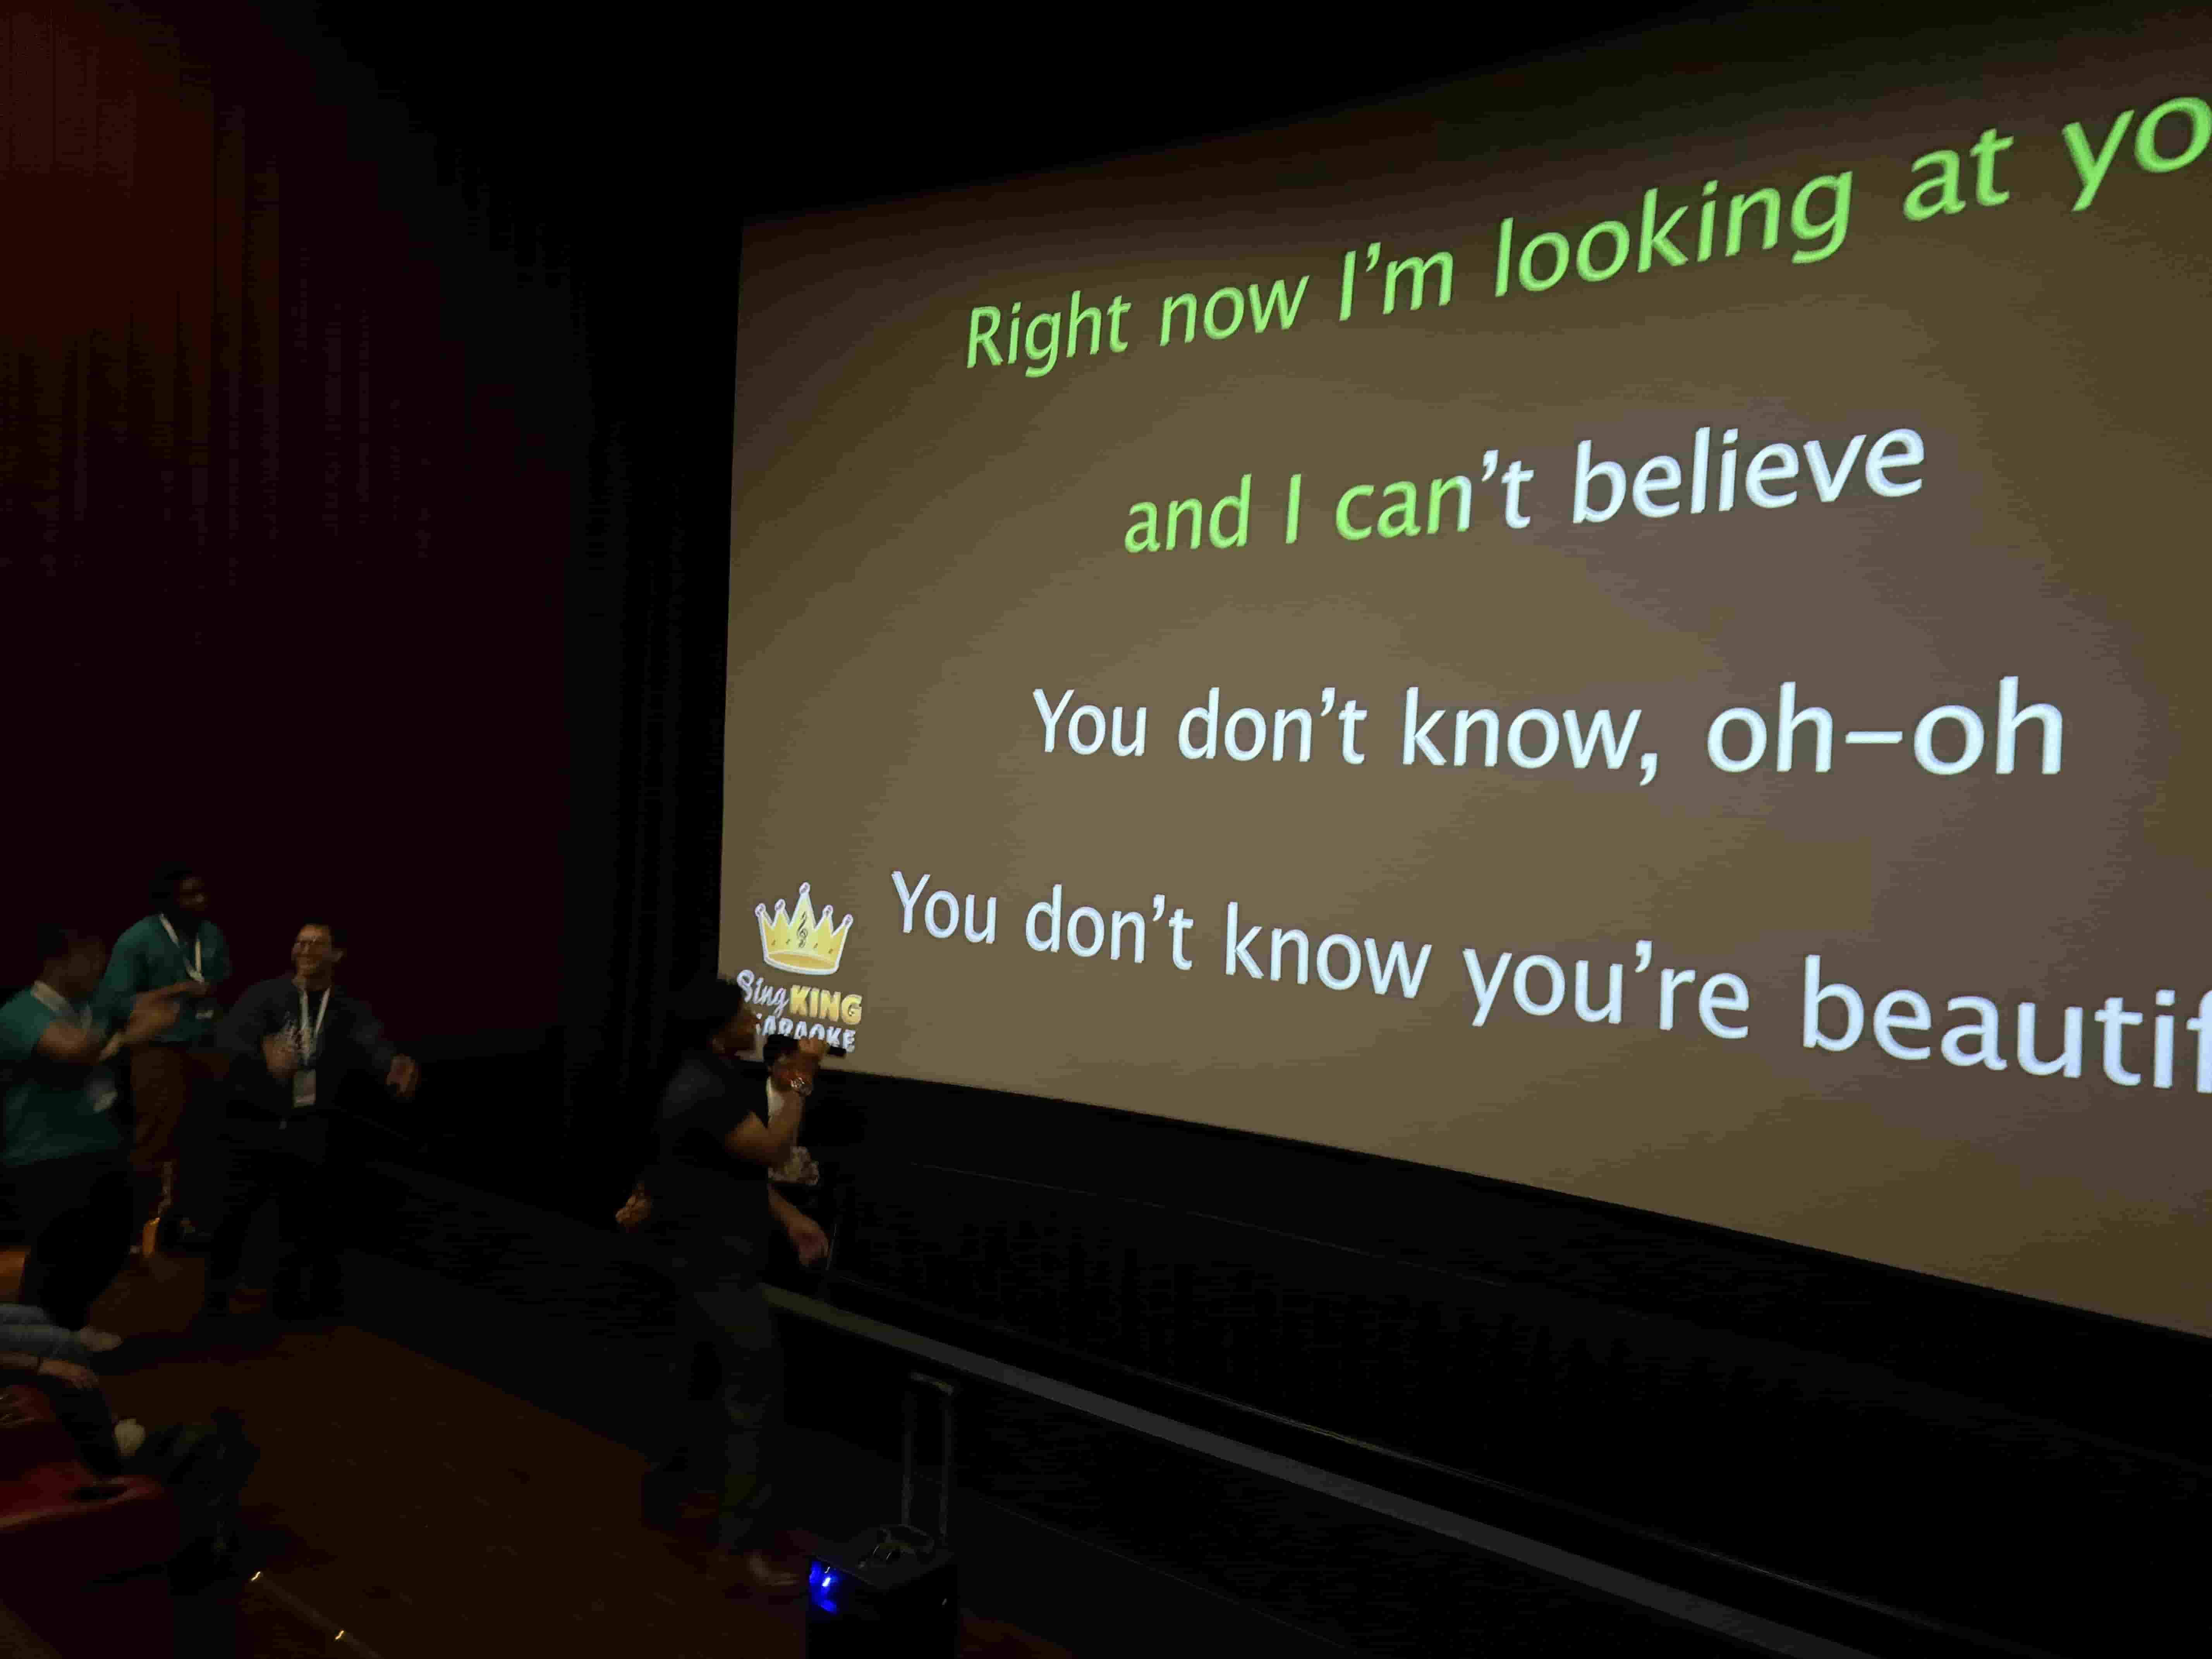 Right now I'm looking at yo
and I can't believe
You don't know, oh-oh
You don't know you're beautif
Sing KING
KARAOKE